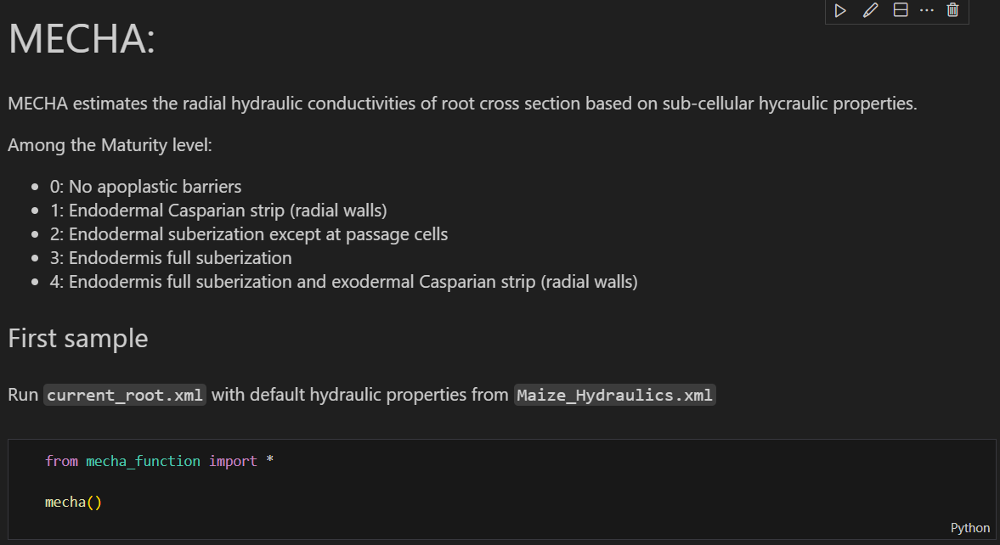 MECHA:
MECHA estimates the radial hydraulic conductivities of root cross section based on sub-cellular hycraulic properties.
Among the Maturity level:
• 0: No apoplastic barriers
• 1: Endodermal Casparian strip (radial walls)
• 2: Endodermal suberization except at passage cells
• 3: Endodermis full suberization
• 4: Endodermis full suberization and exodermal Casparian strip (radial walls)
First sample
Run current_root.xml with default hydraulic properties from Maize_Hydraulics.xml
from mecha_function import *
mecha()
Python